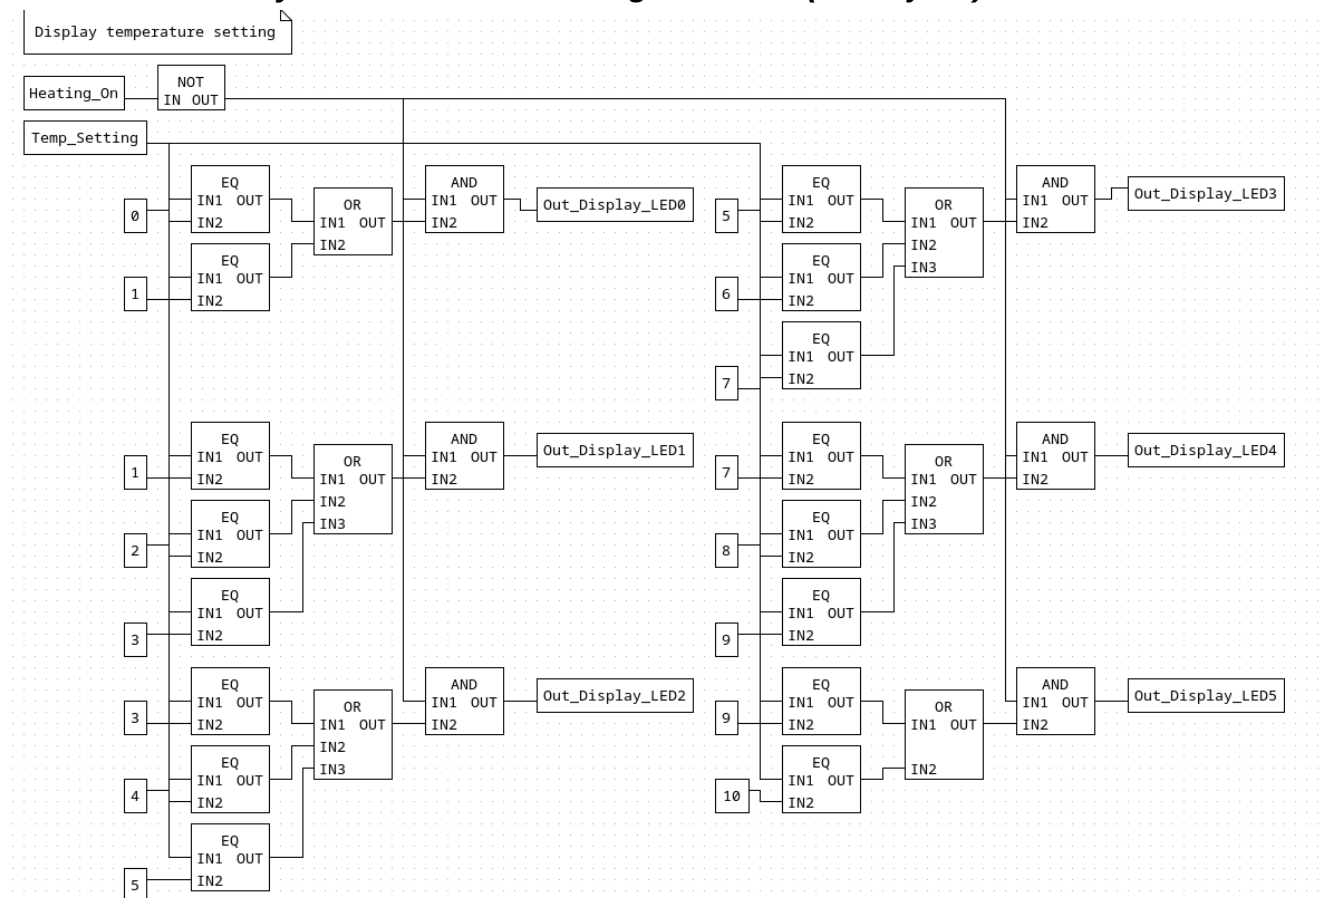 Display temperature setting
Heating_On
NOT
IN OUT
Temp_Setting
0
EQ
IN1 OUT
IN2
1
EQ
IN1 OUT
IN2
OR
IN1 OUT
IN2
AND
IN1 OUT
IN2
Out_Display_LED0
5
EQ
IN1 OUT
IN2
6
EQ
IN1 OUT
IN2
7
EQ
IN1 OUT
IN2
OR
IN1 OUT
IN2
IN3
AND
IN1 OUT
IN2
Out_Display_LED3
1
EQ
IN1 OUT
IN2
2
EQ
IN1 OUT
IN2
3
EQ
IN1 OUT
IN2
OR
IN1 OUT
IN2
IN3
AND
IN1 OUT
IN2
Out_Display_LED1
7
EQ
IN1 OUT
IN2
8
EQ
IN1 OUT
IN2
9
EQ
IN1 OUT
IN2
OR
IN1 OUT
IN2
IN3
AND
IN1 OUT
IN2
Out_Display_LED4
3
EQ
IN1 OUT
IN2
4
EQ
IN1 OUT
IN2
5
EQ
IN1 OUT
IN2
OR
IN1 OUT
IN2
IN3
AND
IN1 OUT
IN2
Out_Display_LED2
9
EQ
IN1 OUT
IN2
10
EQ
IN1 OUT
IN2
OR
IN1 OUT
IN2
AND
IN1 OUT
IN2
Out_Display_LED5